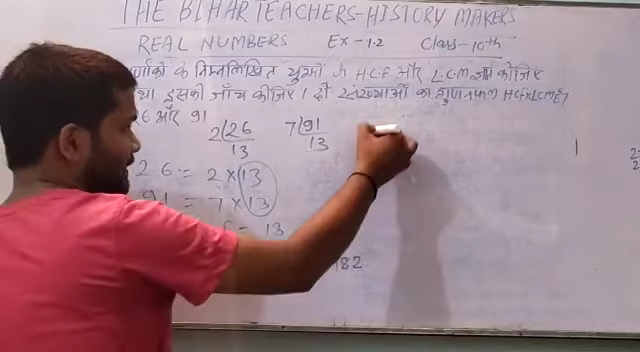 THE BIHAR TEACHERS-HISTORY MAKERS
REAL NUMBERS Ex-1.2 Class-10th
के निम्नलिखित युग्मों के H.C.F और L.C.M ज्ञात कीजिए
इसकी जाँच कीजिए । दो संख्याओं का गुणनफल H.C.F×L.C.M है7
6 और 91
2/26 7/91
13 13
26 = 2×13
91 = 7×13
= 13
182